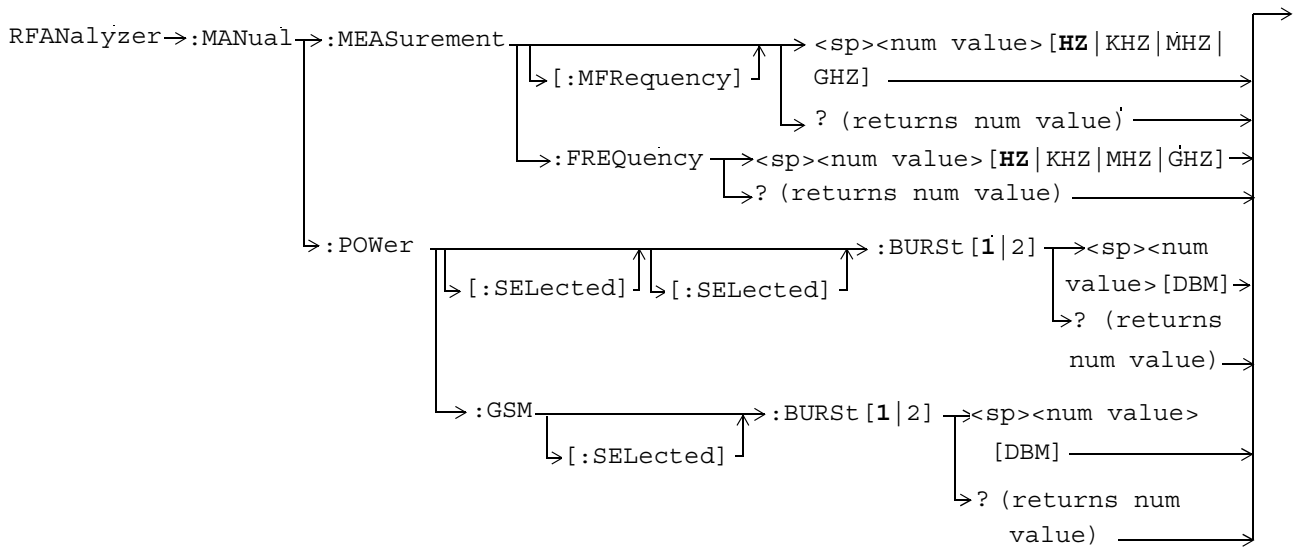 RFANalyzer :MANual :MEASurement <sp><num value>[HZ|KHZ|MHZ|
[:MFRequency] GHZ]
? (returns num value)
:FREQuency <sp><num value>[HZ|KHZ|MHZ|GHZ]
? (returns num value)
:POWer :BURSt[1|2] <sp><num
[:SELected] [:SELected] value>[DBM]
? (returns
num value)
:GSM :BURSt[1|2] <sp><num value>
[:SELected] [DBM]
? (returns num
value)